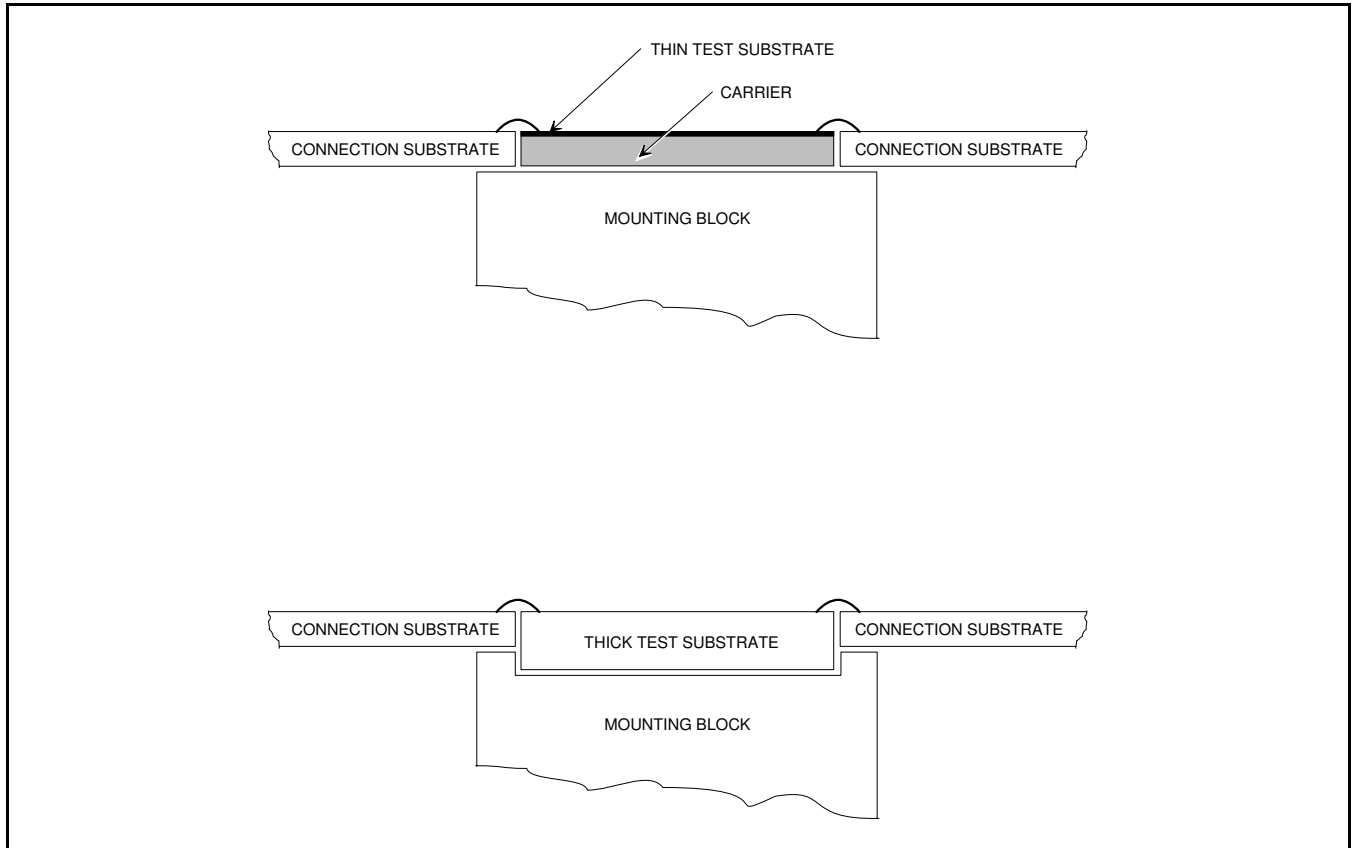 THIN TEST SUBSTRATE
CARRIER
CONNECTION SUBSTRATE
CONNECTION SUBSTRATE
MOUNTING BLOCK
CONNECTION SUBSTRATE
THICK TEST SUBSTRATE
CONNECTION SUBSTRATE
MOUNTING BLOCK